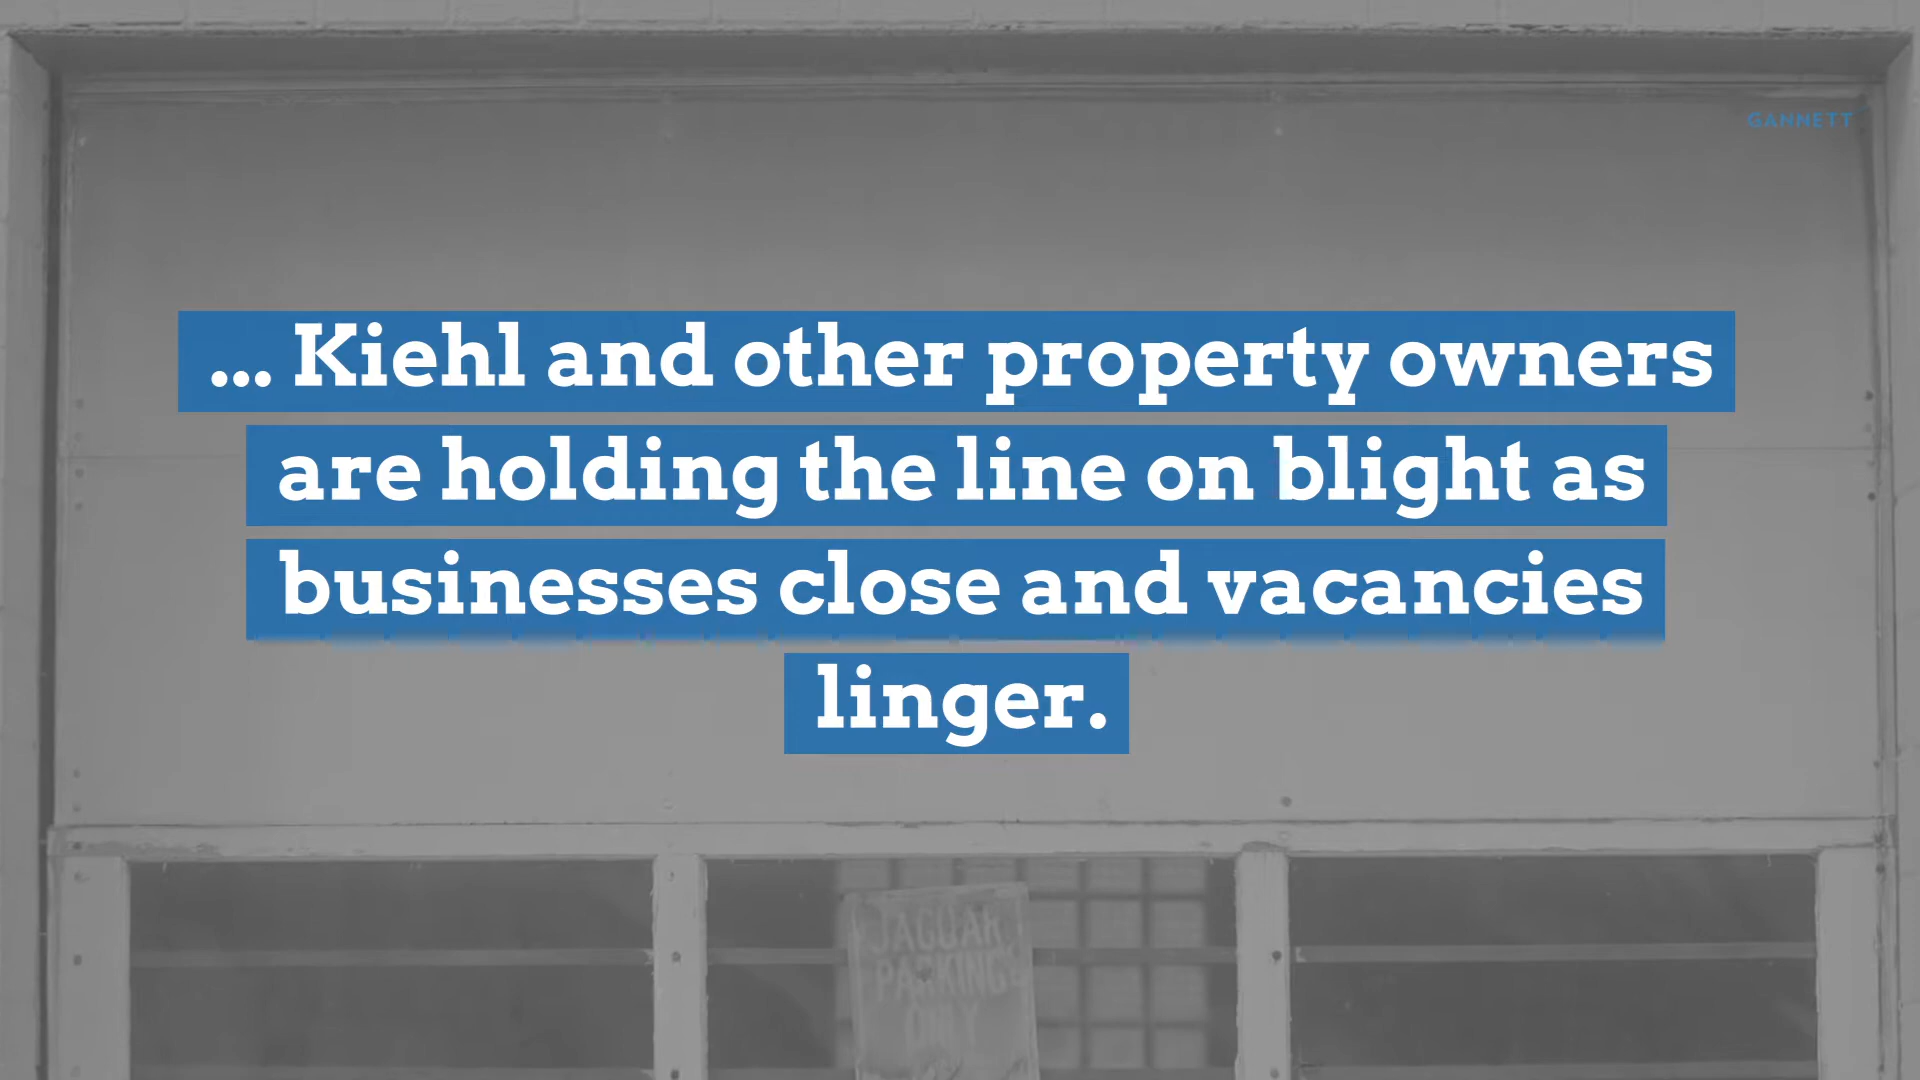 GANNETT
... Kiehl and other property owners
are holding the line on blight as
businesses close and vacancies
linger.
JAGUAR
PARKING
ONLY